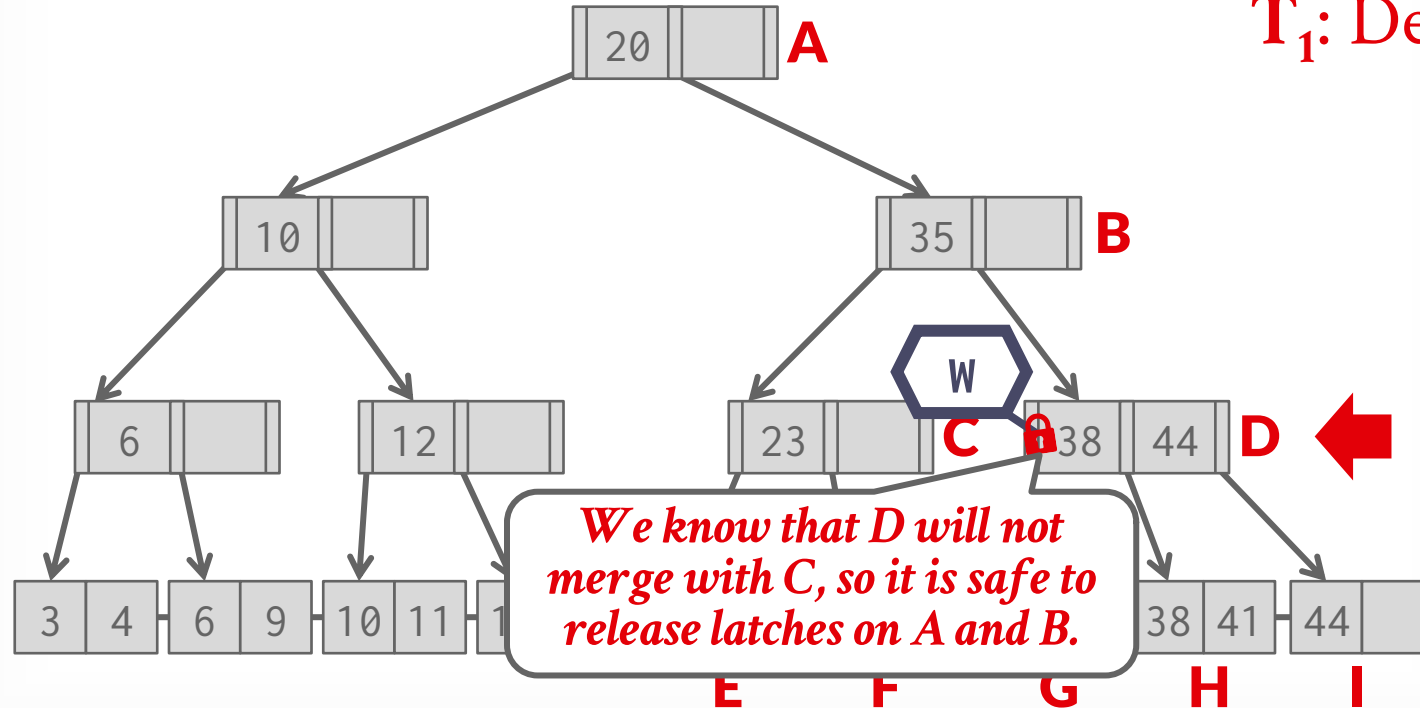 20 A
T1: De
10
35 B
W
6
12
23 C
38 44 D
We know that D will not
merge with C, so it is safe to
release latches on A and B.
3 4 6 9 10 11 1
38 41 44
E F G H I